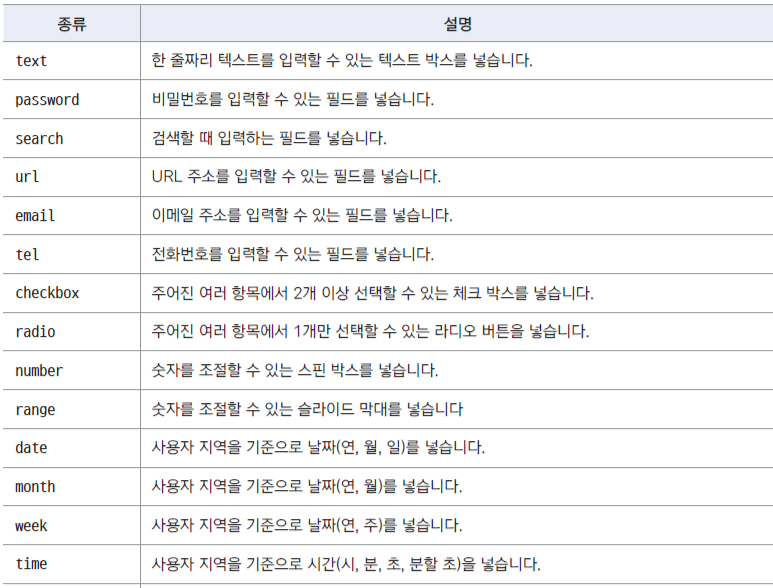 종류 설명
text 한 줄짜리 텍스트를 입력할 수 있는 텍스트 박스를 넣습니다.
password 비밀번호를 입력할 수 있는 필드를 넣습니다.
search 검색할 때 입력하는 필드를 넣습니다.
url URL 주소를 입력할 수 있는 필드를 넣습니다.
email 이메일 주소를 입력할 수 있는 필드를 넣습니다.
tel 전화번호를 입력할 수 있는 필드를 넣습니다.
checkbox 주어진 여러 항목에서 2개 이상 선택할 수 있는 체크 박스를 넣습니다.
radio 주어진 여러 항목에서 1개만 선택할 수 있는 라디오 버튼을 넣습니다.
number 숫자를 조절할 수 있는 스핀 박스를 넣습니다.
range 숫자를 조절할 수 있는 슬라이드 막대를 넣습니다
date 사용자 지역을 기준으로 날짜(연, 월, 일)를 넣습니다.
month 사용자 지역을 기준으로 날짜(연, 월)를 넣습니다.
week 사용자 지역을 기준으로 날짜(연, 주)를 넣습니다.
time 사용자 지역을 기준으로 시간(시, 분, 초, 분할 초)을 넣습니다.